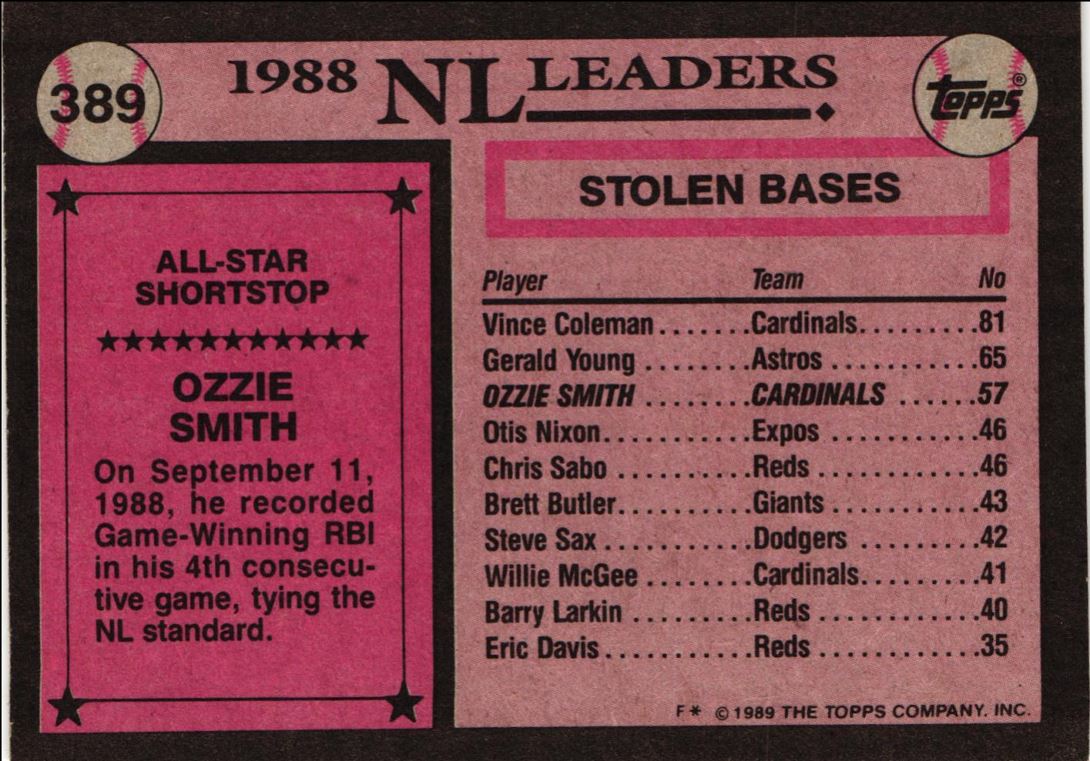 389
1988 NL LEADERS
Topps®
ALL-STAR
SHORTSTOP
OZZIE
SMITH
On September 11,
1988, he recorded
Game-Winning RBI
in his 4th consecu-
tive game, tying the
NL standard.
STOLEN BASES
Player Team No
Vince Coleman.......Cardinals.........81
Gerald Young ........Astros ............65
OZZIE SMITH ........CARDINALS ......57
Otis Nixon...........Expos ...........46
Chris Sabo ..........Reds ............46
Brett Butler..........Giants ...........43
Steve Sax ...........Dodgers .........42
Willie McGee ........Cardinals.........41
Barry Larkin .........Reds ............40
Eric Davis...........Reds ............35
F* © 1989 THE TOPPS COMPANY, INC.